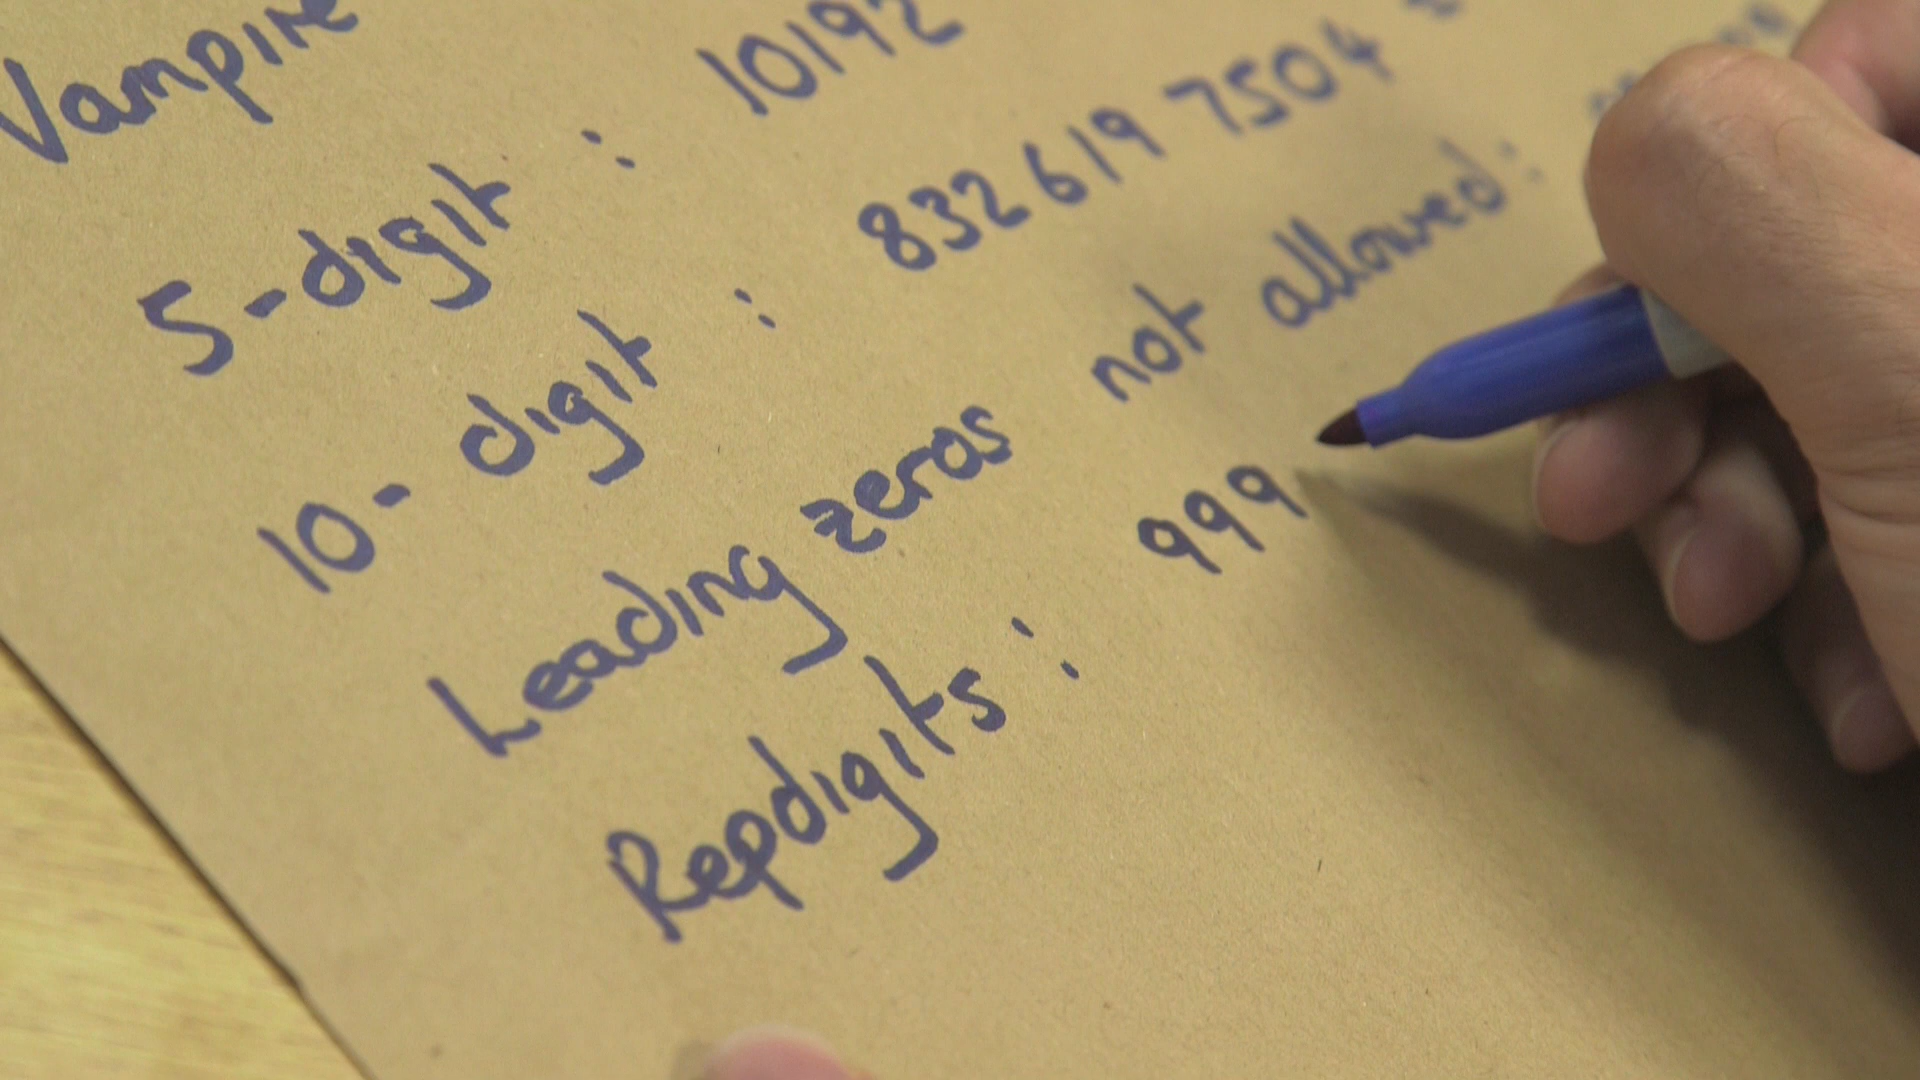 Vampire
5-digit : 10192
10-digit : 8326197504
Leading zeros not allowed:
Repdigits : 999